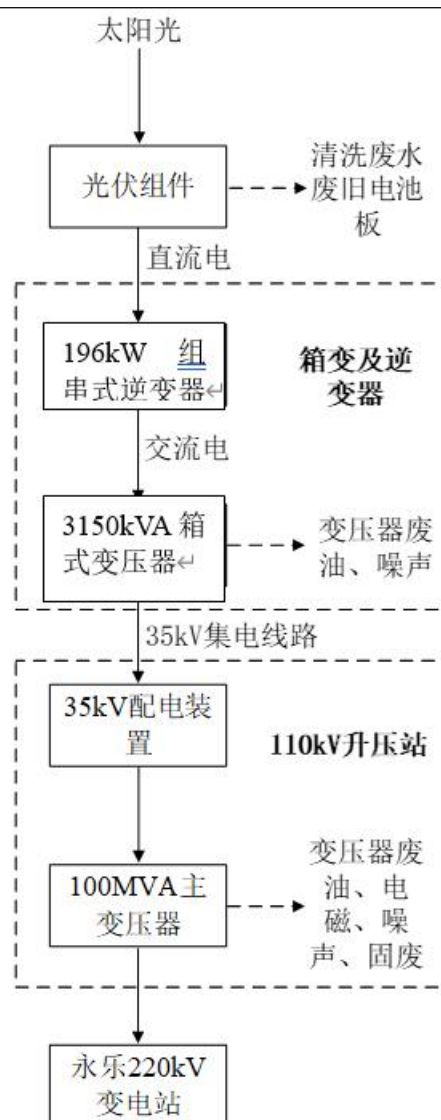 太阳光
光伏组件
清洗废水
废旧电池
板
直流电
196kW 组
串式逆变器↵
箱变及逆
变器
交流电
3150kVA 箱
式变压器↵
变压器废
油、噪声
35kV集电线路
35kV配电装
置
110kV升压站
100MVA主
变压器
变压器废
油、电
磁、噪
声、固废
永乐220kV
变电站